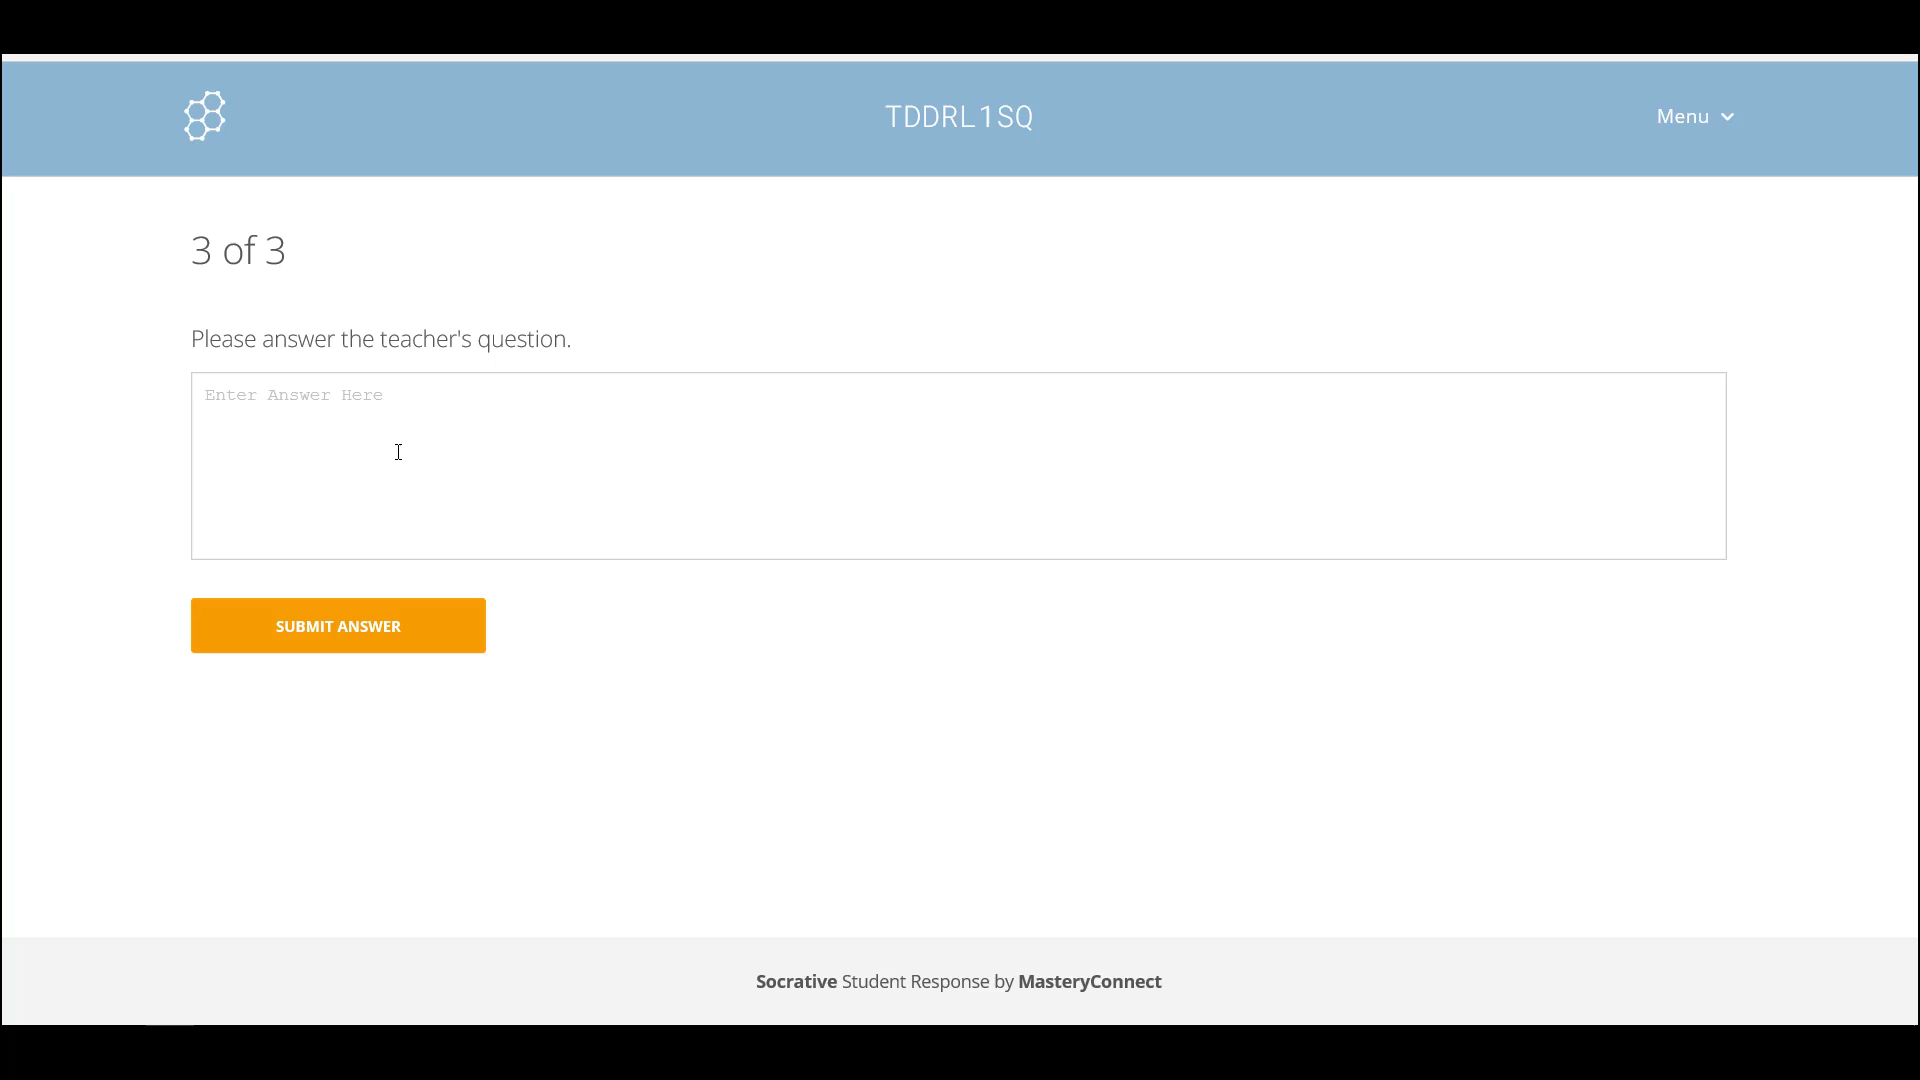 TDDRL1SQ
Menu
3 of 3
Please answer the teacher's question.
Enter Answer Here
SUBMIT ANSWER
Socrative Student Response by MasteryConnect